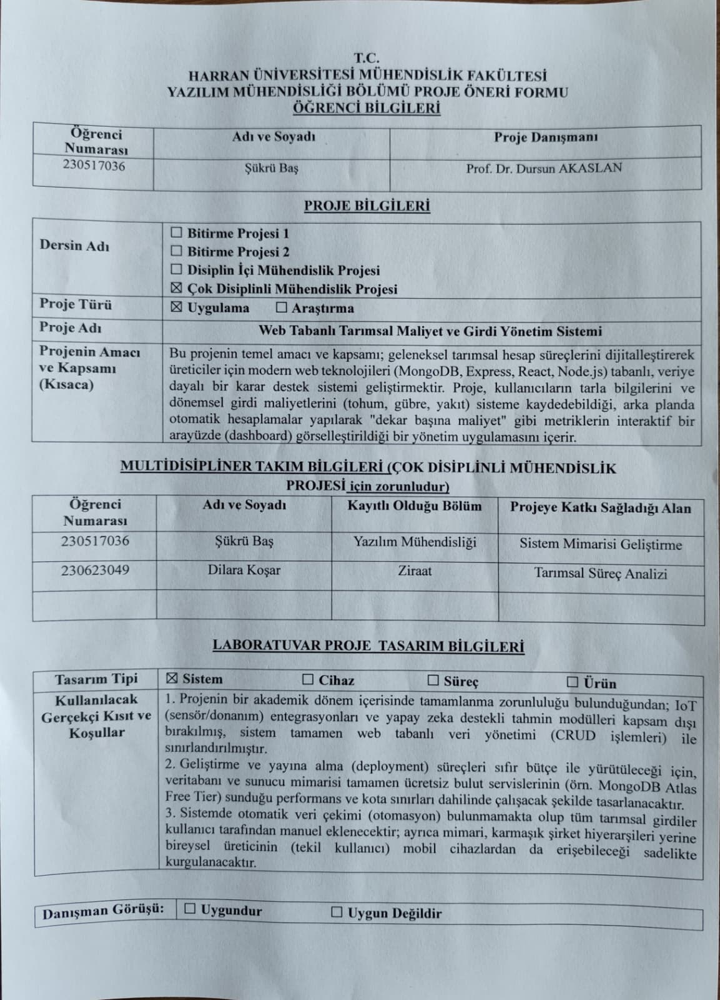 T.C.
HARRAN ÜNİVERSİTESİ MÜHENDİSLİK FAKÜLTESİ
YAZILIM MÜHENDİSLİĞİ BÖLÜMÜ PROJE ÖNERİ FORMU
ÖĞRENCİ BİLGİLERİ
Öğrenci Numarası Adı ve Soyadı Proje Danışmanı
230517036 Şükrü Baş Prof. Dr. Dursun AKASLAN
PROJE BİLGİLERİ
Dersin Adı
☐ Bitirme Projesi 1
☐ Bitirme Projesi 2
☐ Disiplin İçi Mühendislik Projesi
☒ Çok Disiplinli Mühendislik Projesi
Proje Türü ☒ Uygulama ☐ Araştırma
Proje Adı Web Tabanlı Tarımsal Maliyet ve Girdi Yönetim Sistemi
Projenin Amacı
ve Kapsamı
(Kısaca)
Bu projenin temel amacı ve kapsamı; geleneksel tarımsal hesap süreçlerini dijitalleştirerek
üreticiler için modern web teknolojileri (MongoDB, Express, React, Node.js) tabanlı, veriye
dayalı bir karar destek sistemi geliştirmektir. Proje, kullanıcıların tarla bilgilerini ve
dönemsel girdi maliyetlerini (tohum, gübre, yakıt) sisteme kaydedebildiği, arka planda
otomatik hesaplamalar yapılarak "dekar başına maliyet" gibi metriklerin interaktif bir
arayüzde (dashboard) görselleştirildiği bir yönetim uygulamasını içerir.
MULTİDİSİPLİNER TAKIM BİLGİLERİ (ÇOK DİSİPLİNLİ MÜHENDİSLİK
PROJESİ için zorunludur)
Öğrenci Numarası Adı ve Soyadı Kayıtlı Olduğu Bölüm Projeye Katkı Sağladığı Alan
230517036 Şükrü Baş Yazılım Mühendisliği Sistem Mimarisi Geliştirme
230623049 Dilara Koşar Ziraat Tarımsal Süreç Analizi
LABORATUVAR PROJE TASARIM BİLGİLERİ
Tasarım Tipi ☒ Sistem ☐ Cihaz ☐ Süreç ☐ Ürün
Kullanılacak
Gerçekçi Kısıt ve
Koşullar
1. Projenin bir akademik dönem içerisinde tamamlanma zorunluluğu bulunduğundan; IoT
(sensör/donanım) entegrasyonları ve yapay zeka destekli tahmin modülleri kapsam dışı
bırakılmış, sistem tamamen web tabanlı veri yönetimi (CRUD işlemleri) ile
sınırlandırılmıştır.
2. Geliştirme ve yayına alma (deployment) süreçleri sıfır bütçe ile yürütüleceği için,
veritabanı ve sunucu mimarisi tamamen ücretsiz bulut servislerinin (örn. MongoDB Atlas
Free Tier) sunduğu performans ve kota sınırları dahilinde çalışacak şekilde tasarlanacaktır.
3. Sistemde otomatik veri çekimi (otomasyon) bulunmamakta olup tüm tarımsal girdiler
kullanıcı tarafından manuel eklenecektir; ayrıca mimari, karmaşık şirket hiyerarşileri yerine
bireysel üreticinin (tekil kullanıcı) mobil cihazlardan da erişebileceği sadelikte
kurgulanacaktır.
Danışman Görüşü: ☐ Uygundur ☐ Uygun Değildir